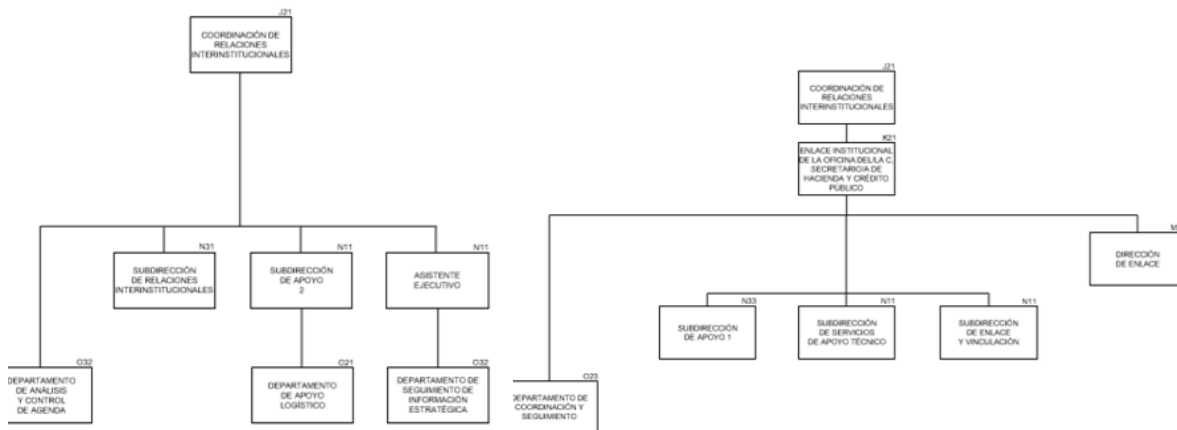 J21
COORDINACIÓN DE
RELACIONES
INTERINSTITUCIONALES
N31
SUBDIRECCIÓN
DE RELACIONES
INTERINSTITUCIONALES
N11
SUBDIRECCIÓN
DE APOYO
2
N11
ASISTENTE
EJECUTIVO
O32
DEPARTAMENTO
DE ANÁLISIS
Y CONTROL
DE AGENDA
O21
DEPARTAMENTO
DE APOYO
LOGÍSTICO
O32
DEPARTAMENTO DE
SEGUIMIENTO DE
INFORMACIÓN
ESTRATÉGICA
J21
COORDINACIÓN DE
RELACIONES
INTERINSTITUCIONALES
K21
ENLACE INSTITUCIONAL
DE LA OFICINA DEL/LA C.
SECRETARIO/A DE
HACIENDA Y CRÉDITO
PÚBLICO
M
DIRECCIÓN
DE ENLACE
N33
SUBDIRECCIÓN
DE APOYO 1
N11
SUBDIRECCIÓN
DE SERVICIOS
DE APOYO TÉCNICO
N11
SUBDIRECCIÓN
DE ENLACE
Y VINCULACIÓN
O23
DEPARTAMENTO DE
COORDINACIÓN Y
SEGUIMIENTO